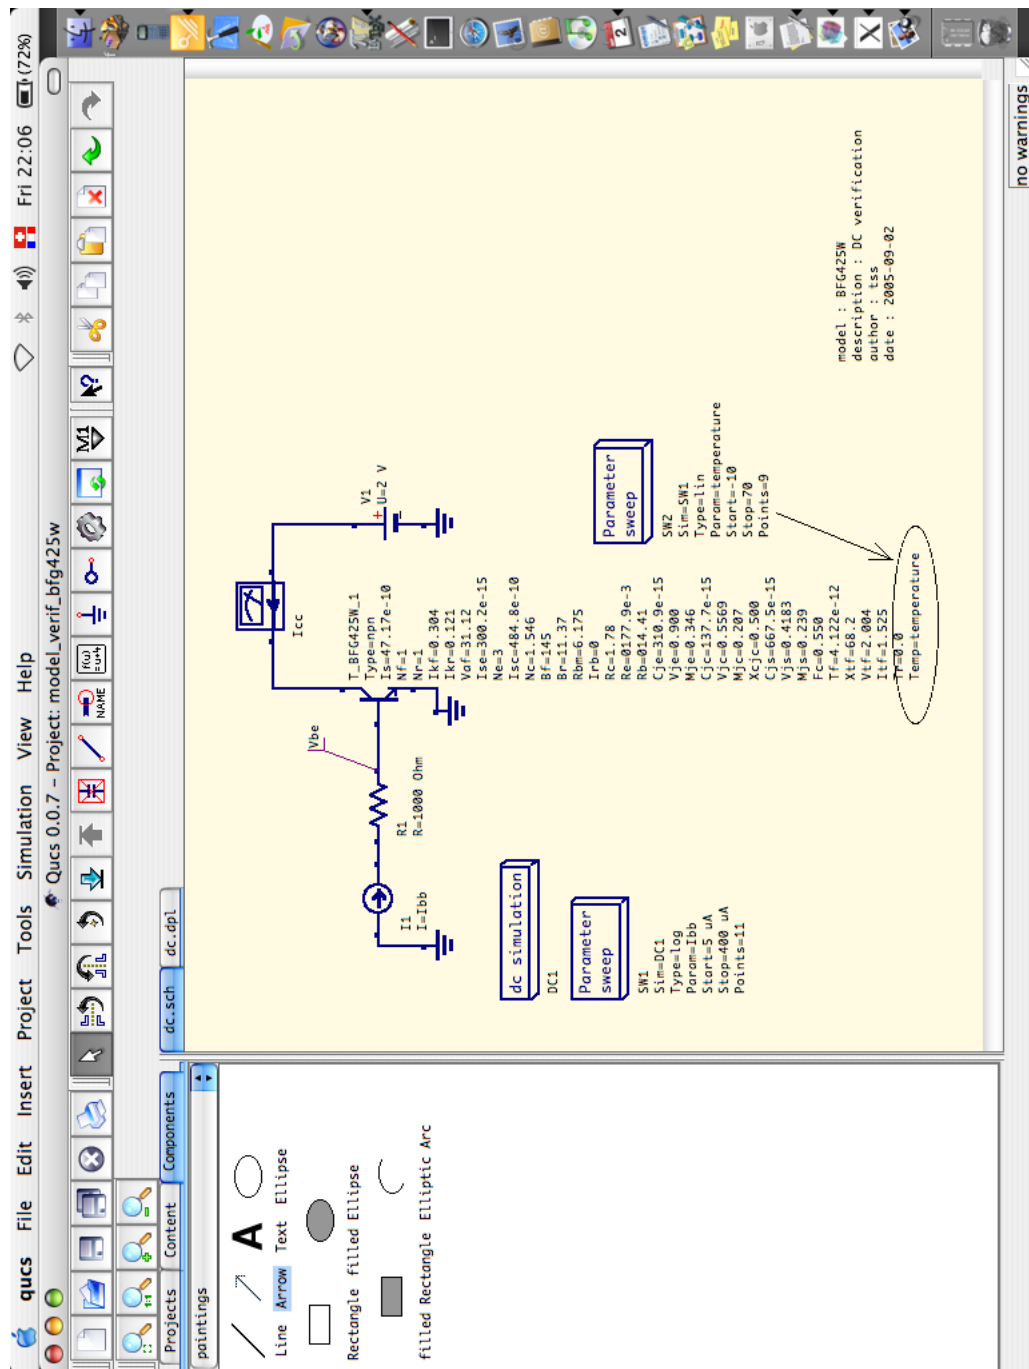 qucs File Edit Insert Project Tools Simulation View Help
Fri 22:06 (72%)
Qucs 0.0.7 – Project: model_verif_bfg425w
NAME
f(ω)
M1
1:1
Projects Content Components
dc.sch dc.dpl
paintings
Line Arrow Text Ellipse
Rectangle filled Ellipse
filled Rectangle Elliptic Arc
Icc
Vbe
V1
U=2 V
+
I1
I=Ibb
R1
R=1000 Ohm
T_BFG425W_1
Type=npn
Is=47.17e-10
Nf=1
Nr=1
Ikf=0.304
Ikr=0.121
Vaf=31.12
Ise=300.2e-15
Ne=3
Isc=484.8e-10
Nc=1.546
Bf=145
Br=11.37
Rbm=6.175
Irb=0
Rc=1.78
Re=0177.9e-3
Rb=014.41
Cje=310.9e-15
Vje=0.900
Mje=0.346
Cjc=137.7e-15
Vjc=0.5569
Mjc=0.207
Xcjc=0.500
Cjs=667.5e-15
Vjs=0.4183
Mjs=0.239
Fc=0.550
Tf=4.122e-12
Xtf=68.2
Vtf=2.004
Itf=1.525
Tr=0.0
Temp=temperature
dc simulation
DC1
Parameter
sweep
SW1
Sim=DC1
Type=log
Param=Ibb
Start=5 uA
Stop=400 uA
Points=11
Parameter
sweep
SW2
Sim=SW1
Type=lin
Param=temperature
Start=-10
Stop=70
Points=9
model : BFG425W
description : DC verification
author : tss
date : 2005-09-02
no warnings